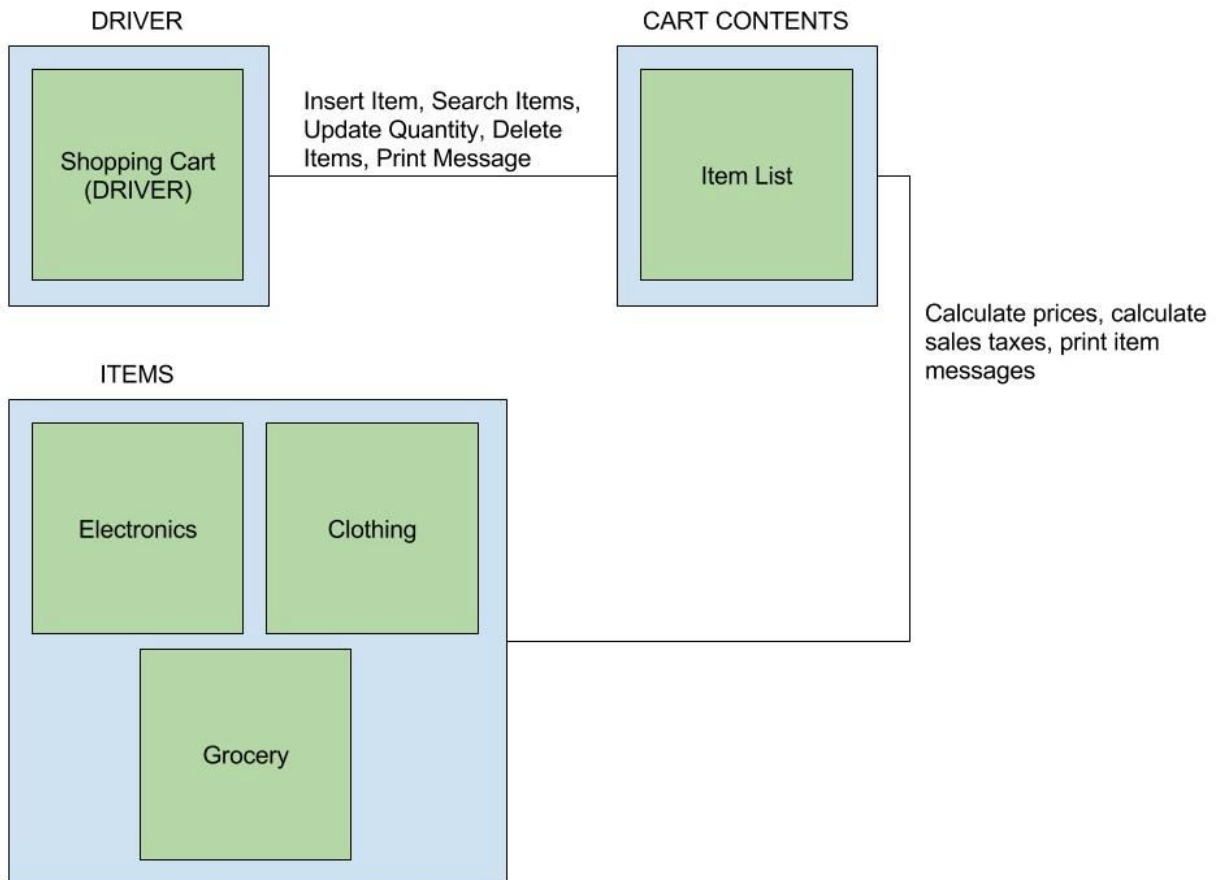 DRIVER
CART CONTENTS
Shopping Cart
(DRIVER)
Insert Item, Search Items,
Update Quantity, Delete
Items, Print Message
Item List
Calculate prices, calculate
sales taxes, print item
messages
ITEMS
Electronics
Clothing
Grocery